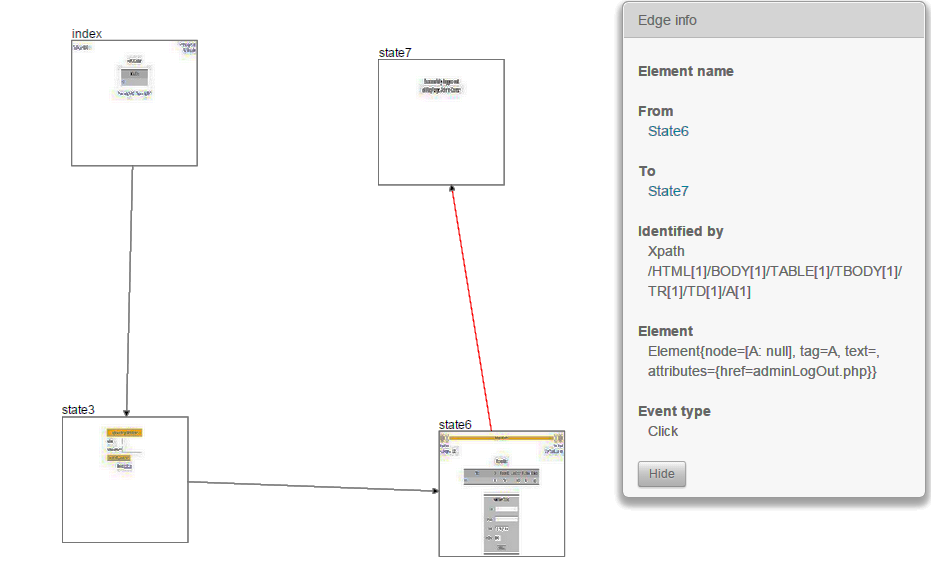 index
state7
state3
state6
Edge info
Element name
From
State6
To
State7
Identified by
Xpath
/HTML[1]/BODY[1]/TABLE[1]/TBODY[1]/
TR[1]/TD[1]/A[1]
Element
Element{node=[A: null], tag=A, text=,
attributes={href=adminLogOut.php}}
Event type
Click
Hide